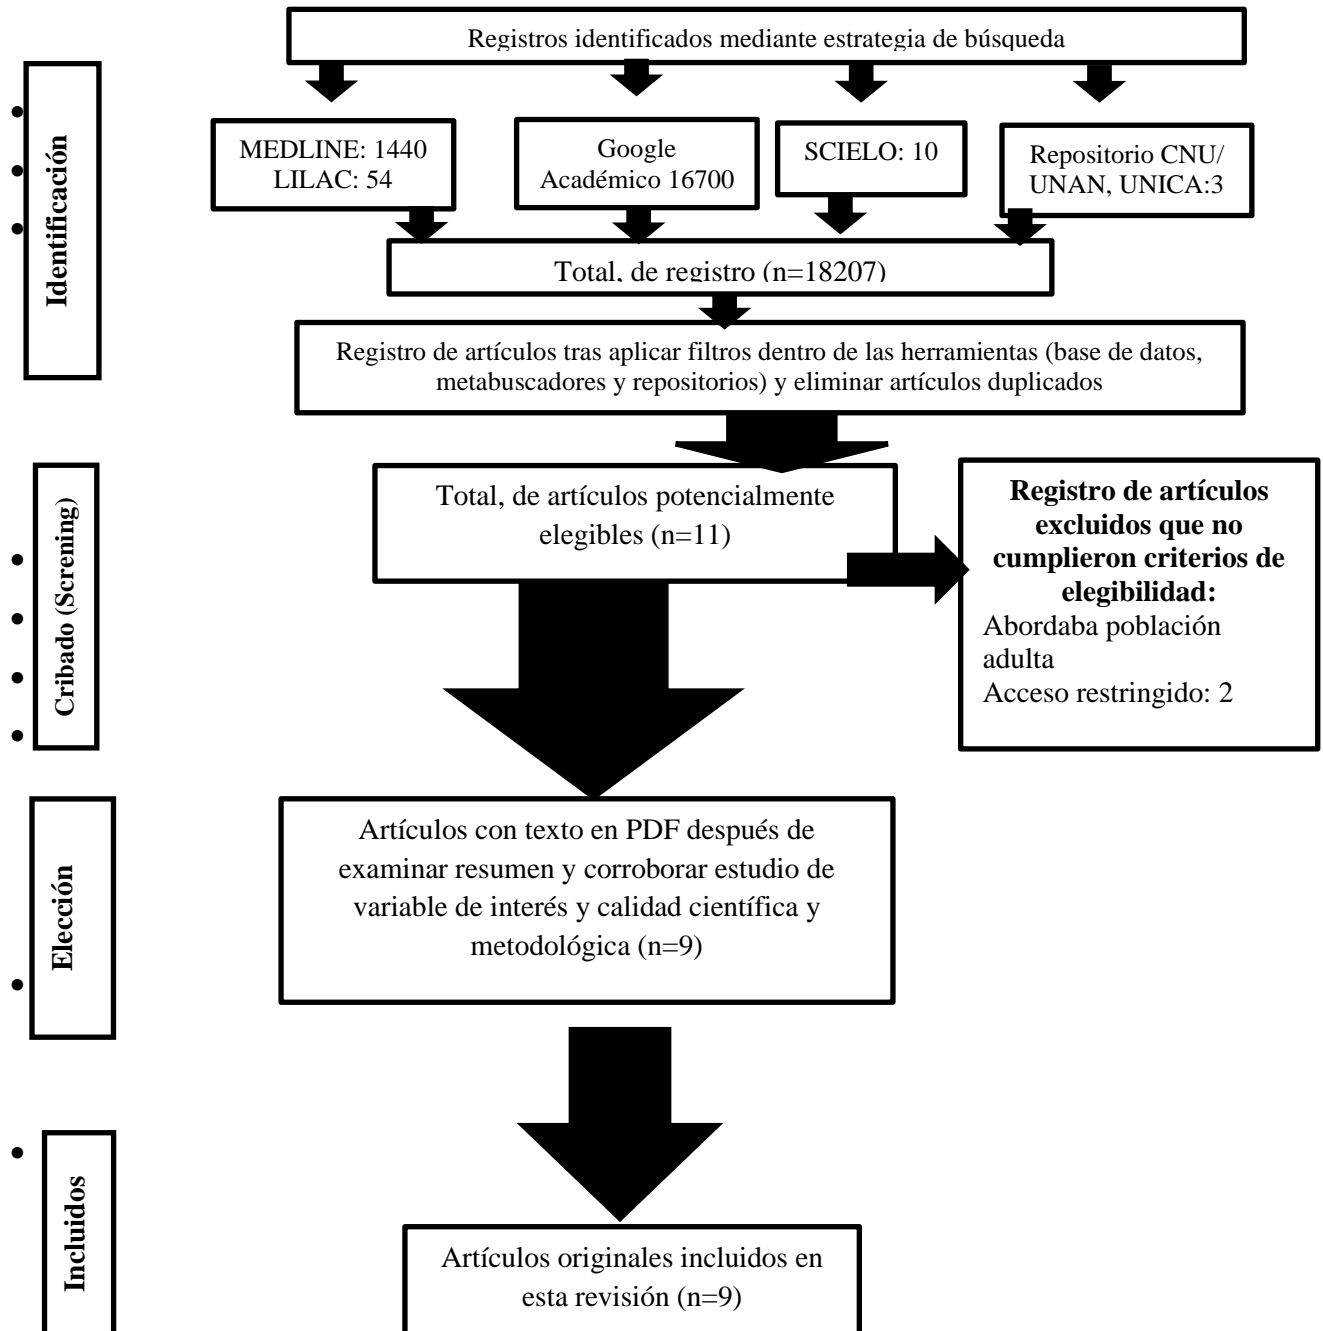 Registros identificados mediante estrategia de búsqueda
Identificación
MEDLINE: 1440
LILAC: 54
Google
Académico 16700
SCIELO: 10
Repositorio CNU/
UNAN, UNICA:3
Total, de registro (n=18207)
Registro de artículos tras aplicar filtros dentro de las herramientas (base de datos,
metabuscadores y repositorios) y eliminar artículos duplicados
Cribado (Screning)
Total, de artículos potencialmente
elegibles (n=11)
Registro de artículos
excluidos que no
cumplieron criterios de
elegibilidad:
Abordaba población
adulta
Acceso restringido: 2
Elección
Artículos con texto en PDF después de
examinar resumen y corroborar estudio de
variable de interés y calidad científica y
metodológica (n=9)
Incluidos
Artículos originales incluidos en
esta revisión (n=9)